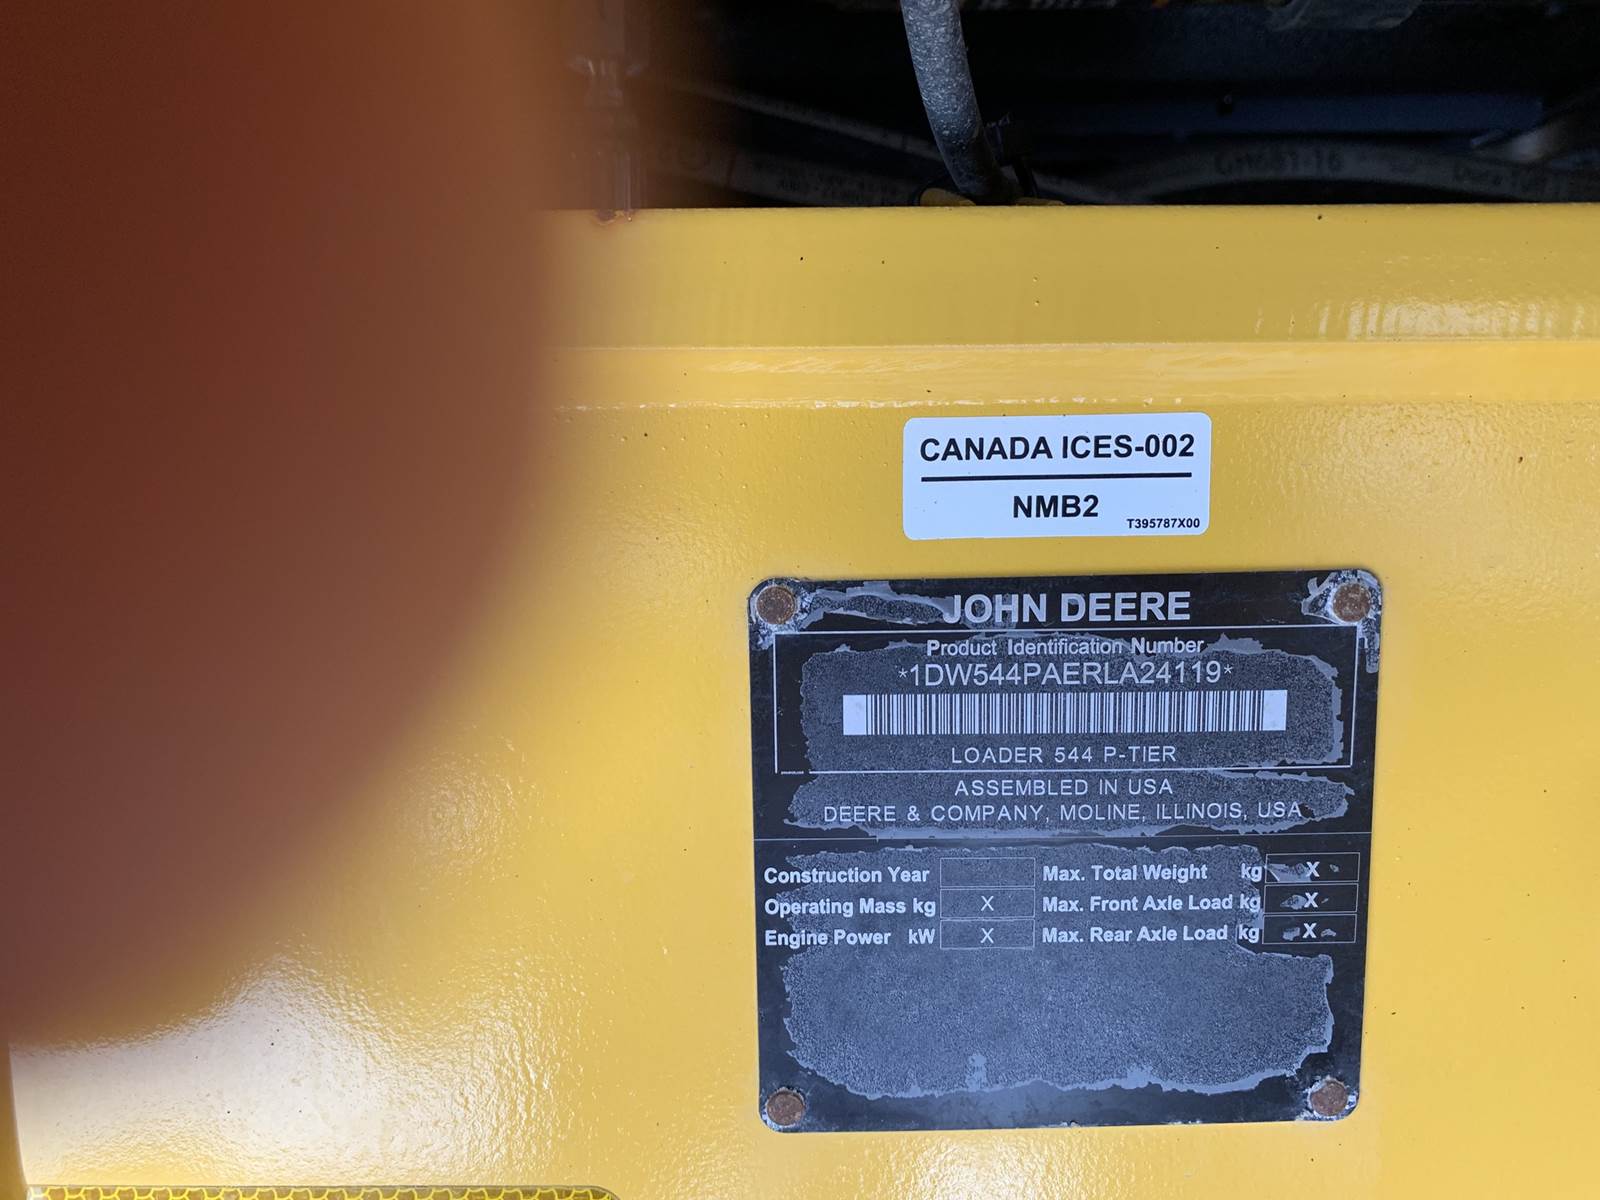 CANADA ICES-002
NMB2
T395787X00
JOHN DEERE
Product Identification Number
*1DW544PAERLA24119*
LOADER 544 P-TIER
ASSEMBLED IN USA
DEERE & COMPANY, MOLINE, ILLINOIS, USA
Construction Year Max. Total Weight kg X
Operating Mass kg X Max. Front Axle Load kg X
Engine Power kW X Max. Rear Axle Load kg X